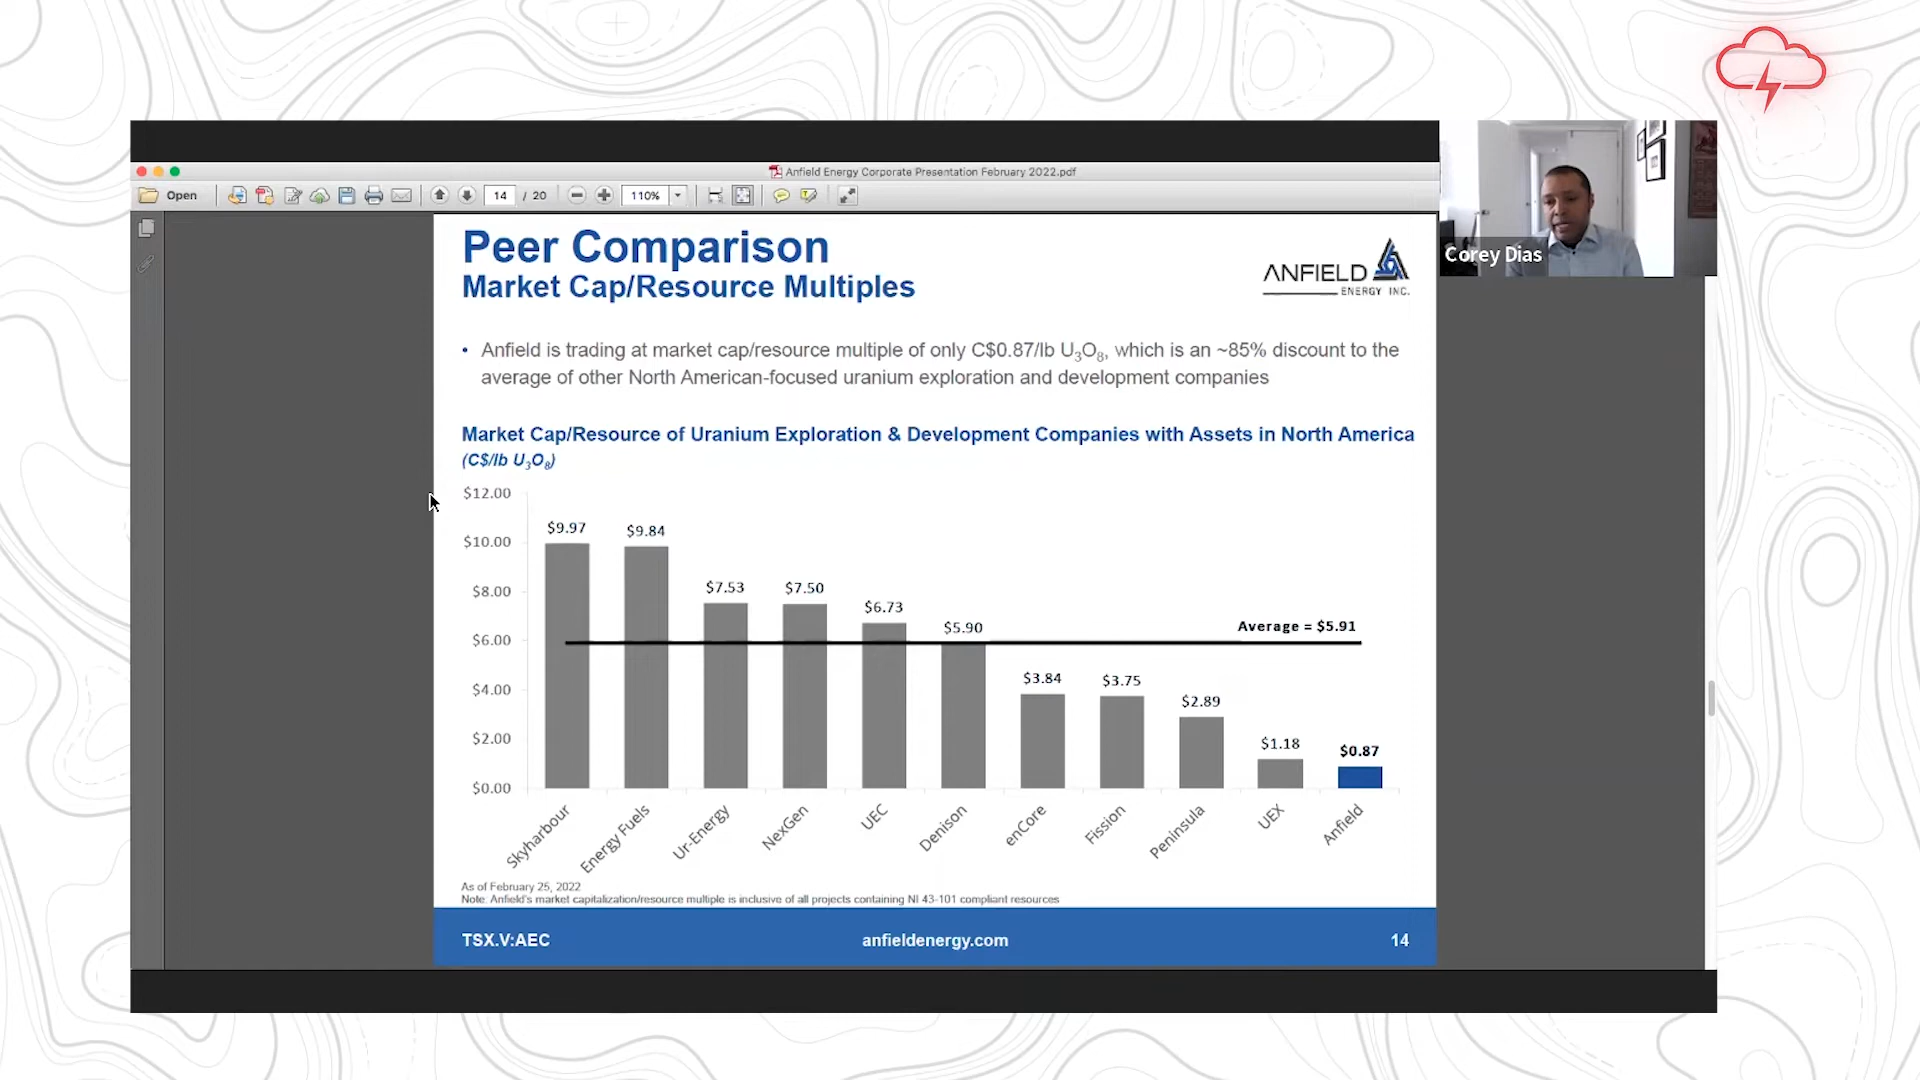 Anfield Energy Corporate Presentation February 2022.pdf
Open
14 / 20
110%
Peer Comparison
Market Cap/Resource Multiples
ANFIELD
ENERGY INC.
Corey Dias
• Anfield is trading at market cap/resource multiple of only C$0.87/lb U₃O₈, which is an ~85% discount to the
average of other North American-focused uranium exploration and development companies
Market Cap/Resource of Uranium Exploration & Development Companies with Assets in North America
(C$/lb U₃O₈)
$12.00
$10.00
$8.00
$6.00
$4.00
$2.00
$0.00
$9.97
$9.84
$7.53
$7.50
$6.73
$5.90
$3.84
$3.75
$2.89
$1.18
$0.87
Average = $5.91
Skyharbour
Energy Fuels
Ur-Energy
NexGen
UEC
Denison
enCore
Fission
Peninsula
UEX
Anfield
As of February 25, 2022
Note: Anfield's market capitalization/resource multiple is inclusive of all projects containing NI 43-101 compliant resources
TSX.V:AEC
anfieldenergy.com
14